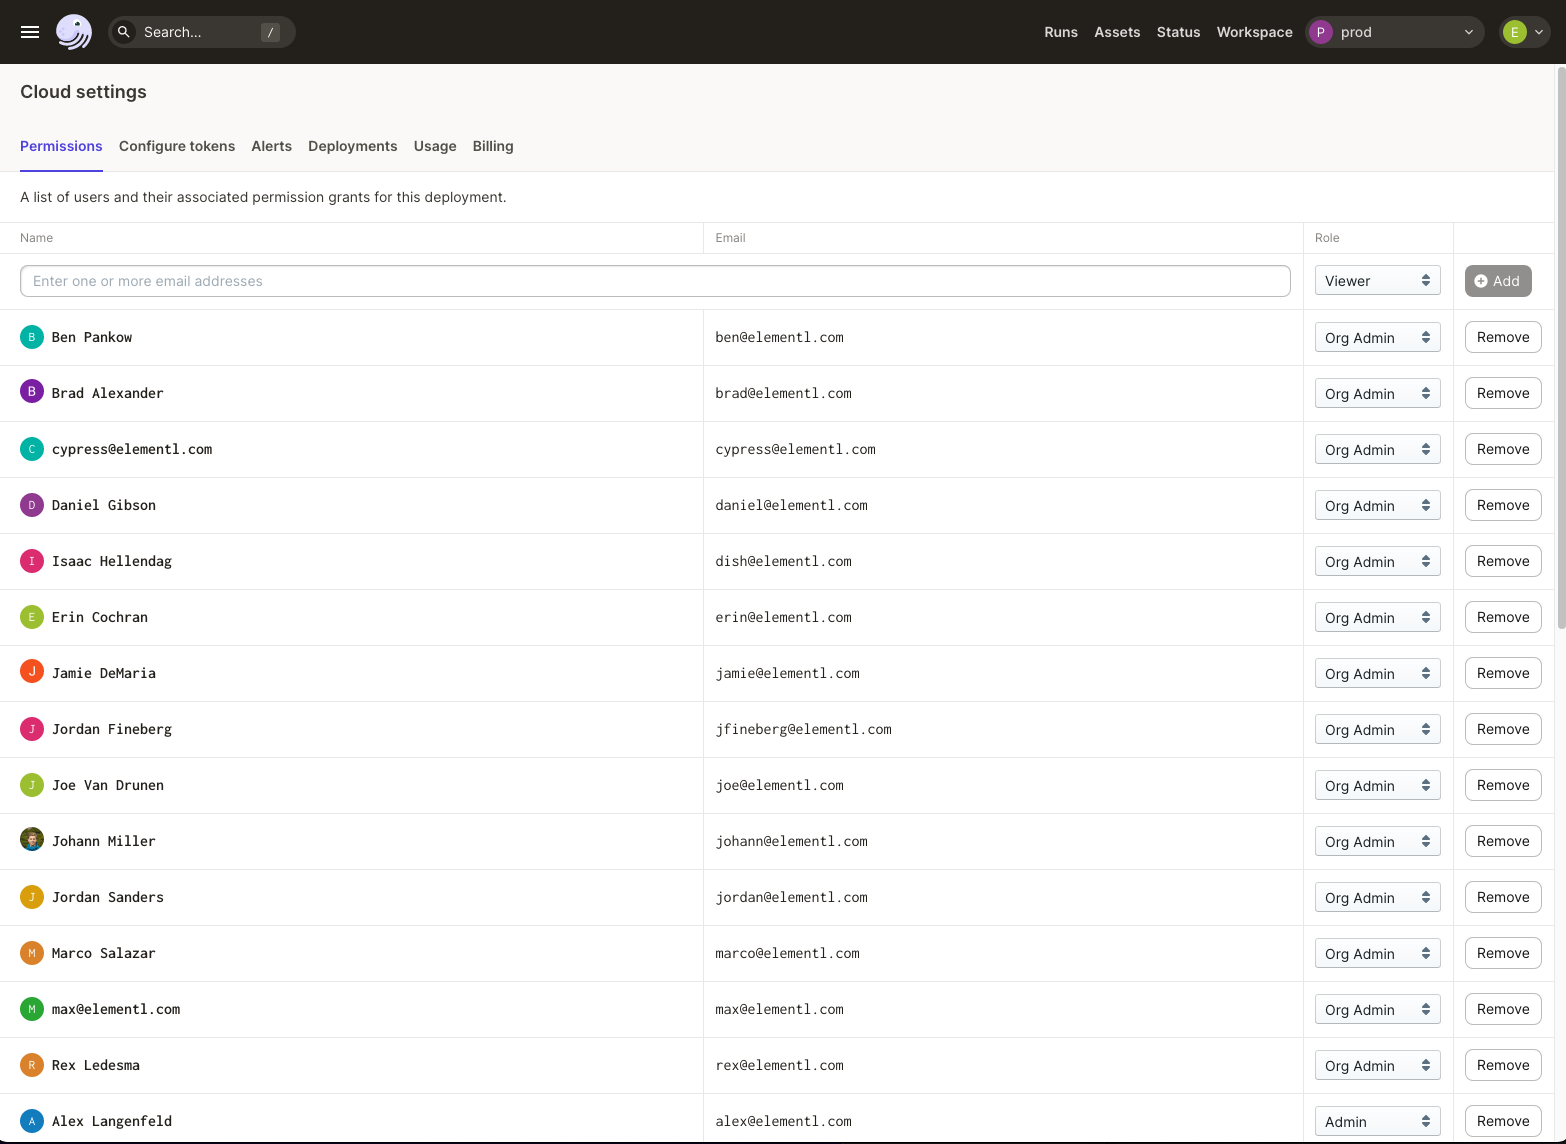 Search... /
Runs Assets Status Workspace P prod E
Cloud settings
Permissions Configure tokens Alerts Deployments Usage Billing
A list of users and their associated permission grants for this deployment.
Name Email Role
Enter one or more email addresses Viewer Add
B Ben Pankow ben@elementl.com Org Admin Remove
B Brad Alexander brad@elementl.com Org Admin Remove
C cypress@elementl.com cypress@elementl.com Org Admin Remove
D Daniel Gibson daniel@elementl.com Org Admin Remove
I Isaac Hellendag dish@elementl.com Org Admin Remove
E Erin Cochran erin@elementl.com Org Admin Remove
J Jamie DeMaria jamie@elementl.com Org Admin Remove
J Jordan Fineberg jfineberg@elementl.com Org Admin Remove
J Joe Van Drunen joe@elementl.com Org Admin Remove
Johann Miller johann@elementl.com Org Admin Remove
J Jordan Sanders jordan@elementl.com Org Admin Remove
M Marco Salazar marco@elementl.com Org Admin Remove
M max@elementl.com max@elementl.com Org Admin Remove
R Rex Ledesma rex@elementl.com Org Admin Remove
A Alex Langenfeld alex@elementl.com Admin Remove